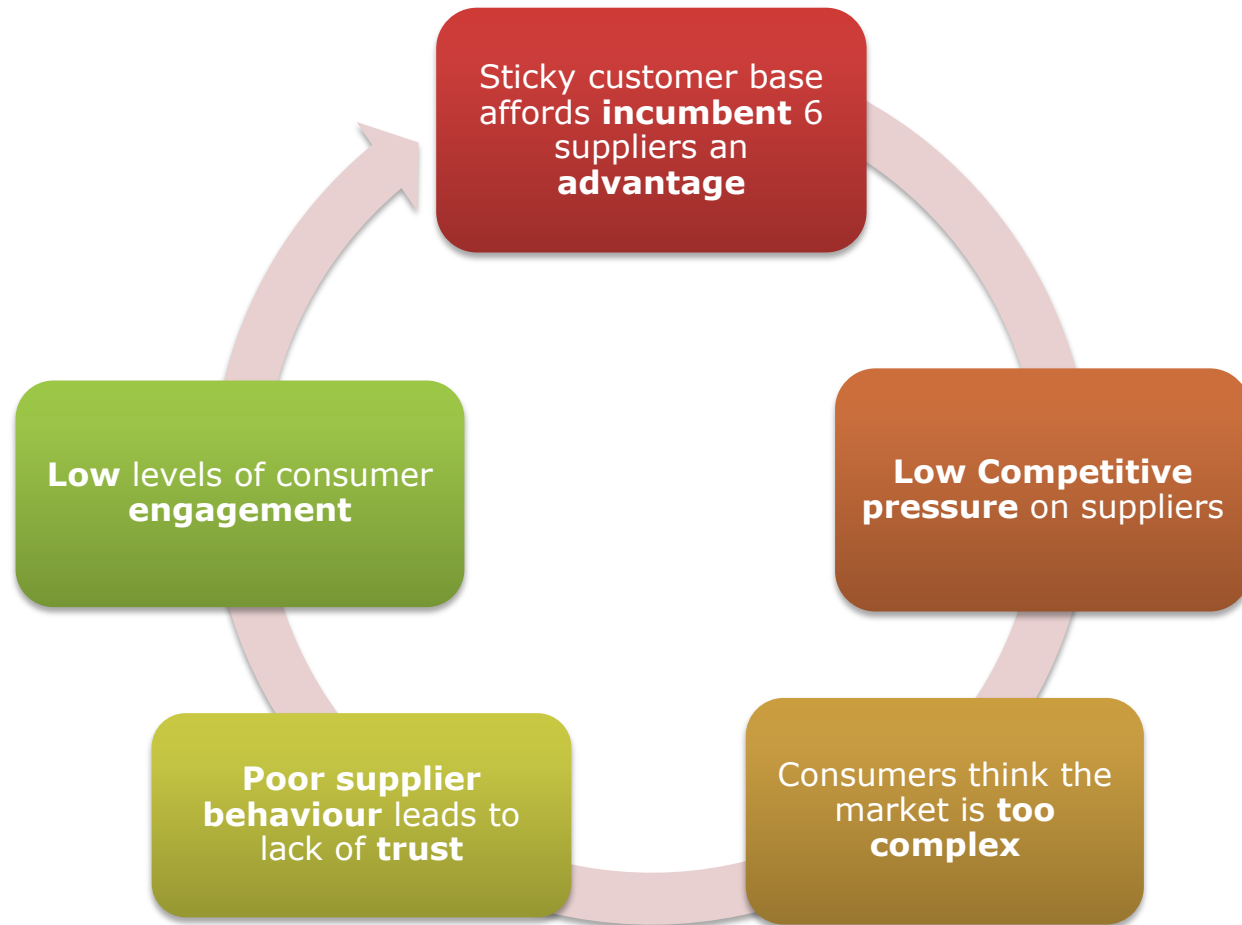 Sticky customer base
affords incumbent 6
suppliers an
advantage
Low Competitive
pressure on suppliers
Consumers think the
market is too
complex
Poor supplier
behaviour leads to
lack of trust
Low levels of consumer
engagement